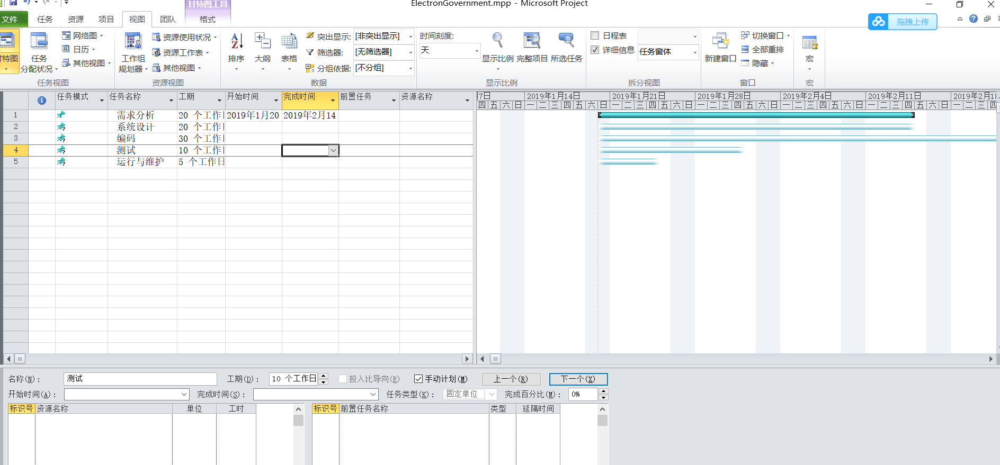 ElectronGovernment.mpp - Microsoft Project
甘特图工具
文件 任务 资源 项目 视图 团队 格式
拖拽上传
甘特图
任务
分配状况
网络图
日历
其他视图
任务视图
工作组
规划器
资源使用状况
资源工作表
其他视图
资源视图
排序
大纲
表格
突出显示: [非突出显示]
筛选器: [无筛选器]
分组依据: [不分组]
数据
时间刻度:
天
显示比例 完整项目 所选任务
显示比例
日程表
详细信息 任务窗体
拆分视图
新建窗口
切换窗口
全部重排
隐藏
窗口
宏
宏
任务模式 任务名称 工期 开始时间 完成时间 前置任务 资源名称
7日 2019年1月14日 2019年1月21日 2019年1月28日 2019年2月4日 2019年2月11日 2019年2月18
四 五 六 日 一 二 三 四 五 六 日 一 二 三 四 五 六 日 一 二 三 四 五 六 日 一 二 三 四 五 六 日 一 二 三 四 五 六 日 一 二 三 四
1 需求分析 20 个工作 2019年1月20 2019年2月14
2 系统设计 20 个工作
3 编码 30 个工作
4 测试 10 个工作
5 运行与维护 5 个工作日
名称(N): 测试 工期(D): 10 个工作日 投入比导向(E) 手动计划(M) 上一个(R) 下一个(X)
开始时间(A): 完成时间(S): 任务类型(K): 固定单位 完成百分比(M): 0%
标识号 资源名称 单位 工时 标识号 前置任务名称 类型 延隔时间